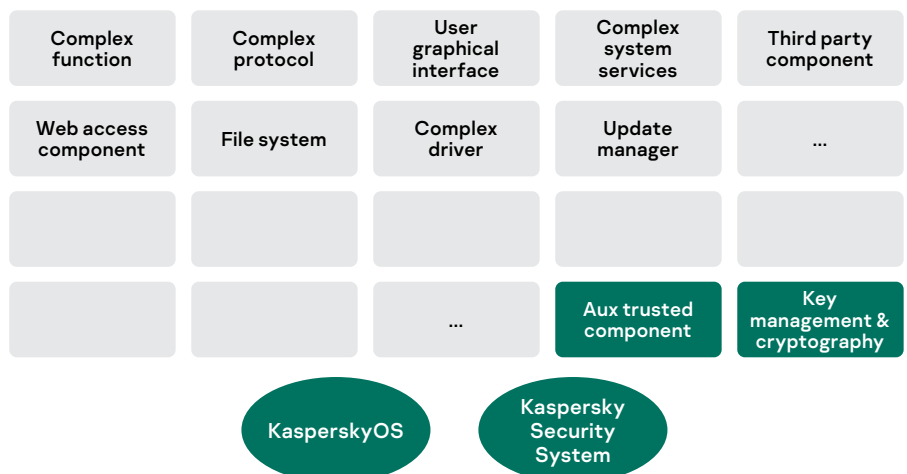 Complex
function
Complex
protocol
User
graphical
interface
Complex
system
services
Third party
component
Web access
component
File system
Complex
driver
Update
manager
...
...
Aux trusted
component
Key
management &
cryptography
KasperskyOS
Kaspersky
Security
System